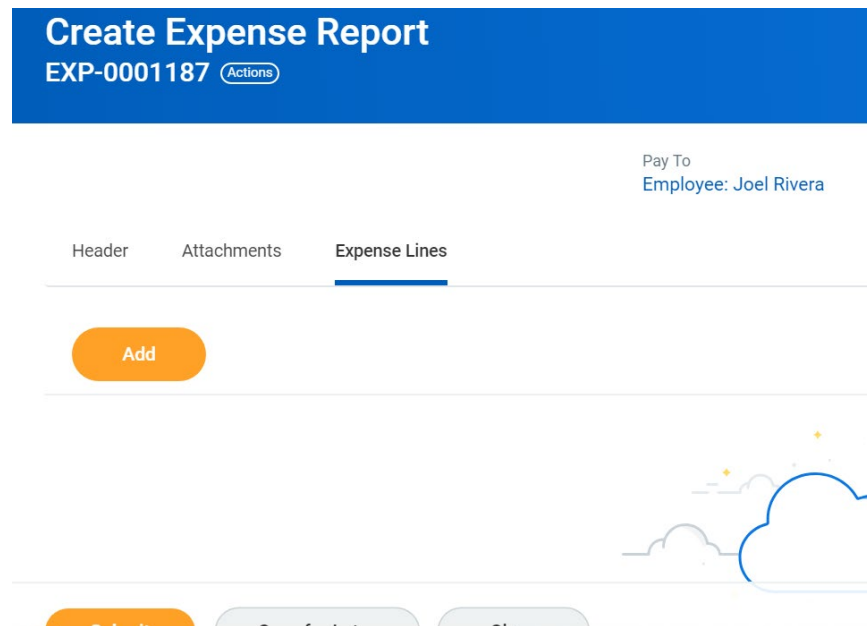 Create Expense Report
EXP-0001187 Actions
Pay To
Employee: Joel Rivera
Header Attachments Expense Lines
Add